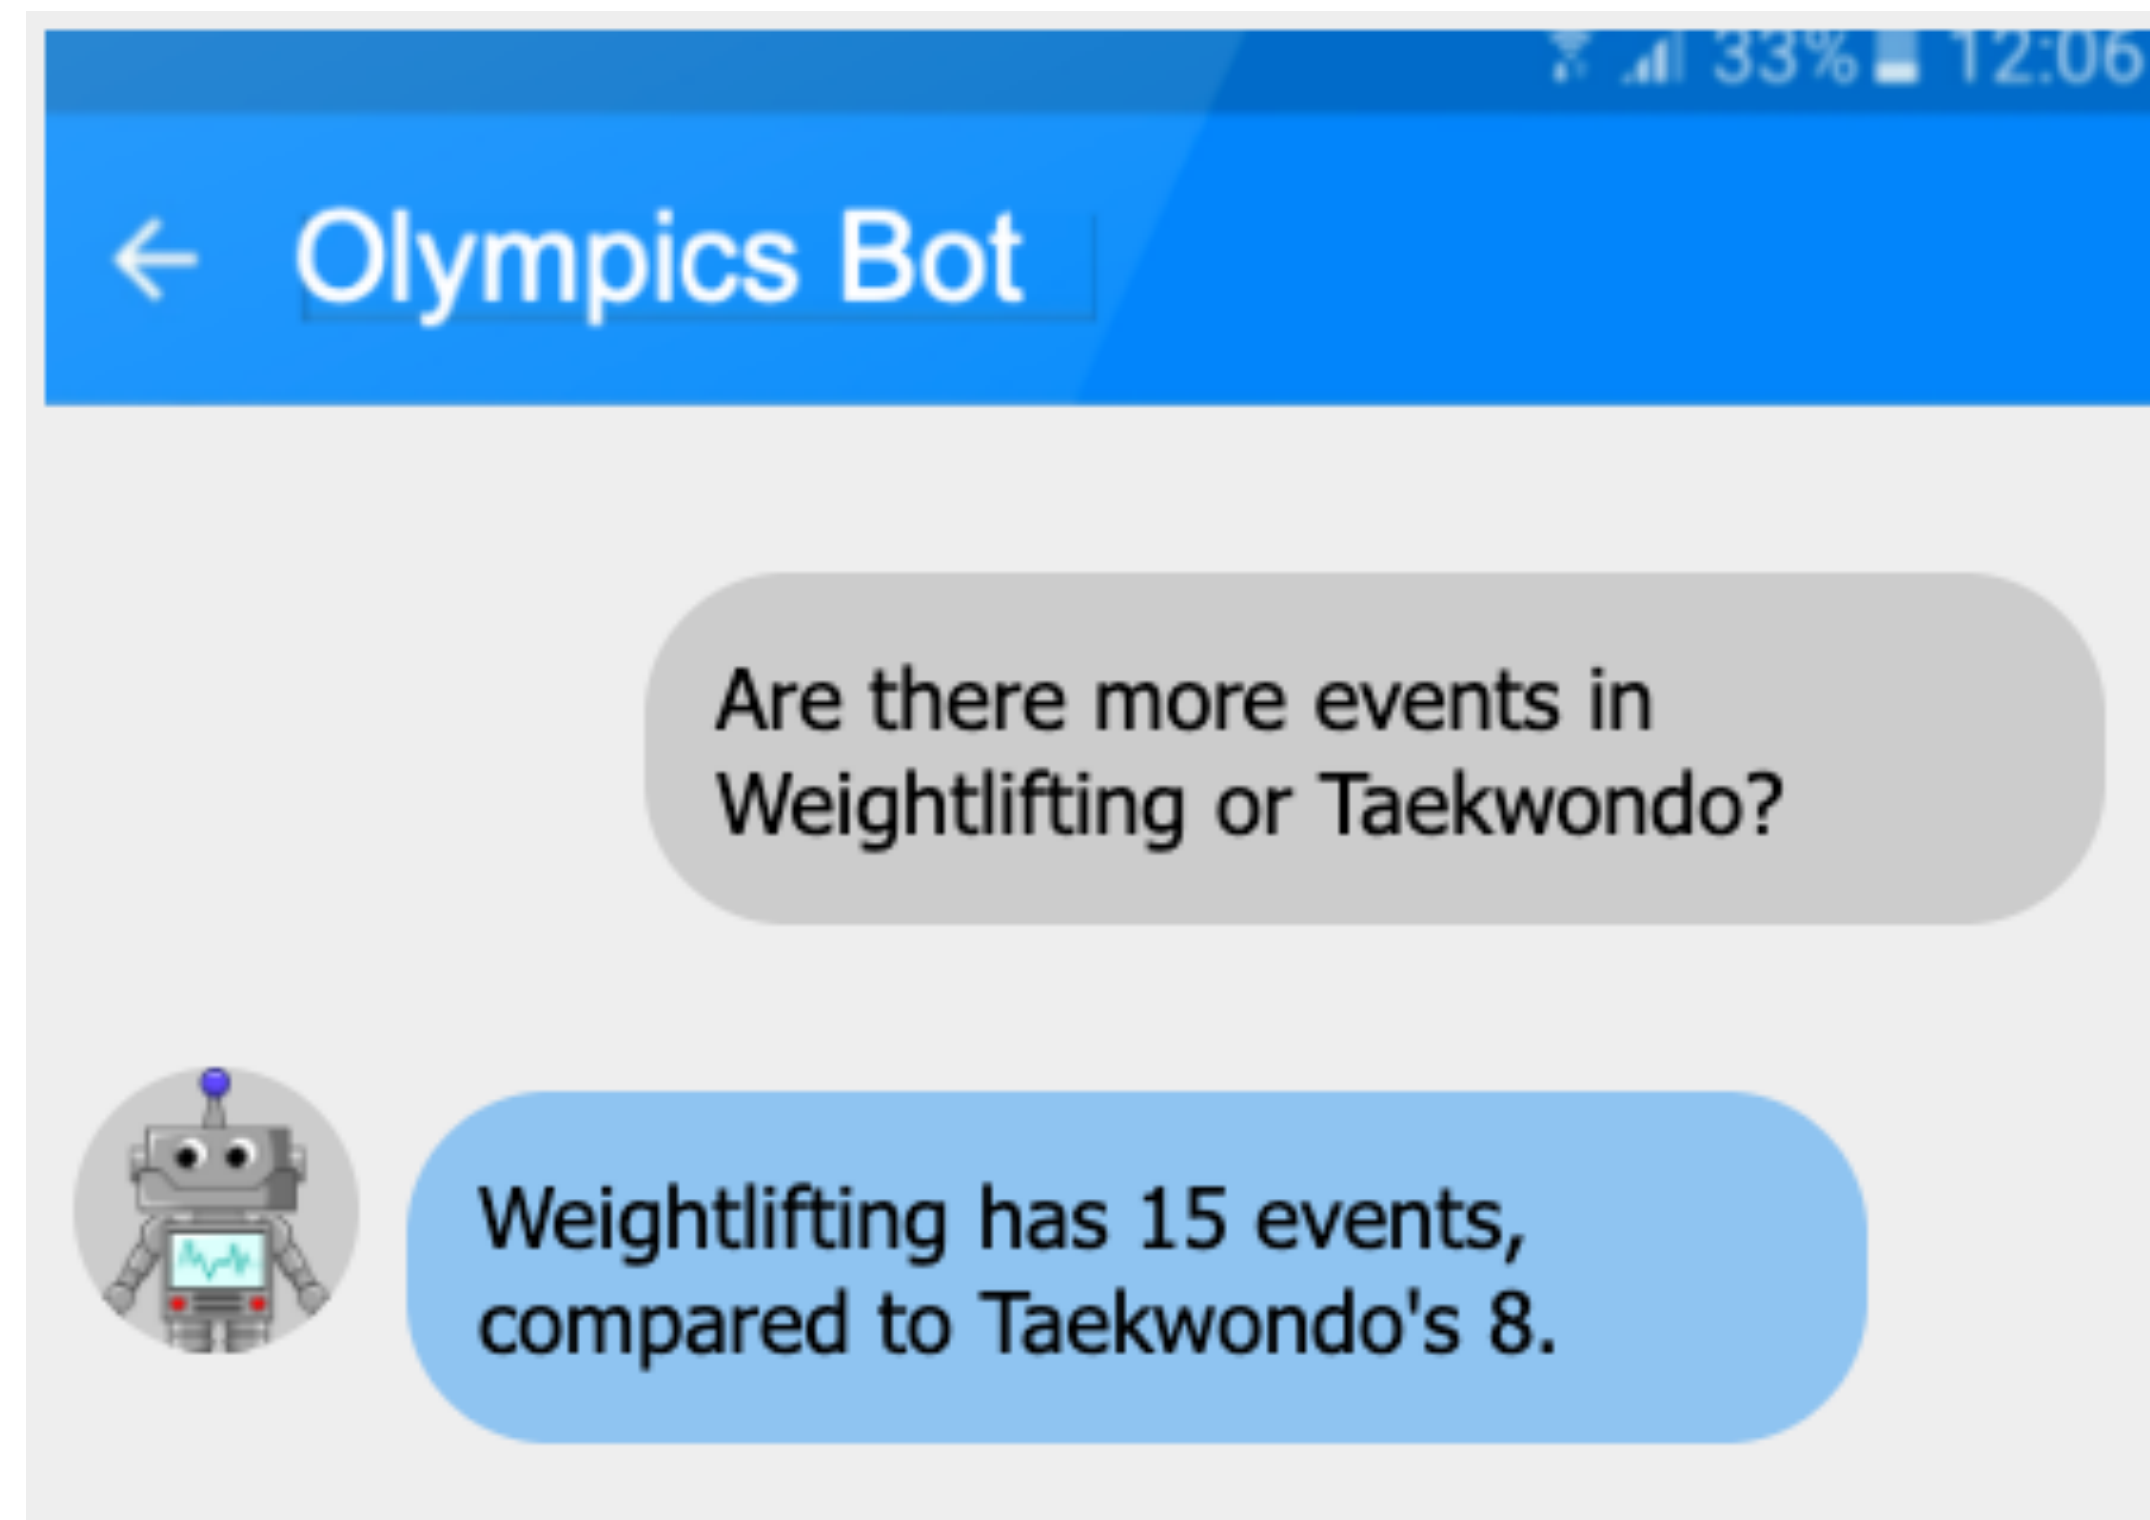 33% 12:06
Olympics Bot
Are there more events in
Weightlifting or Taekwondo?
Weightlifting has 15 events,
compared to Taekwondo's 8.